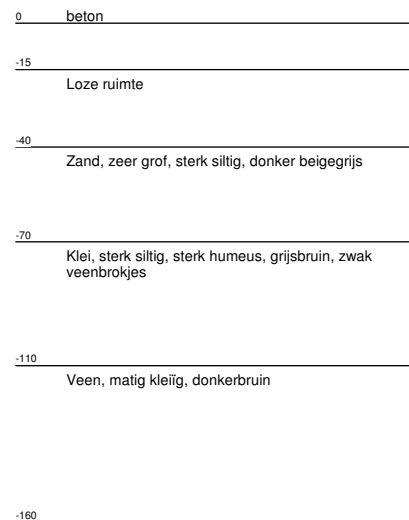 0 beton
-15
Loze ruimte
-40
Zand, zeer grof, sterk siltig, donker beigegrijs
-70
Klei, sterk siltig, sterk humeus, grijsbruin, zwak
veenbrokjes
-110
Veen, matig kleiïg, donkerbruin
-160